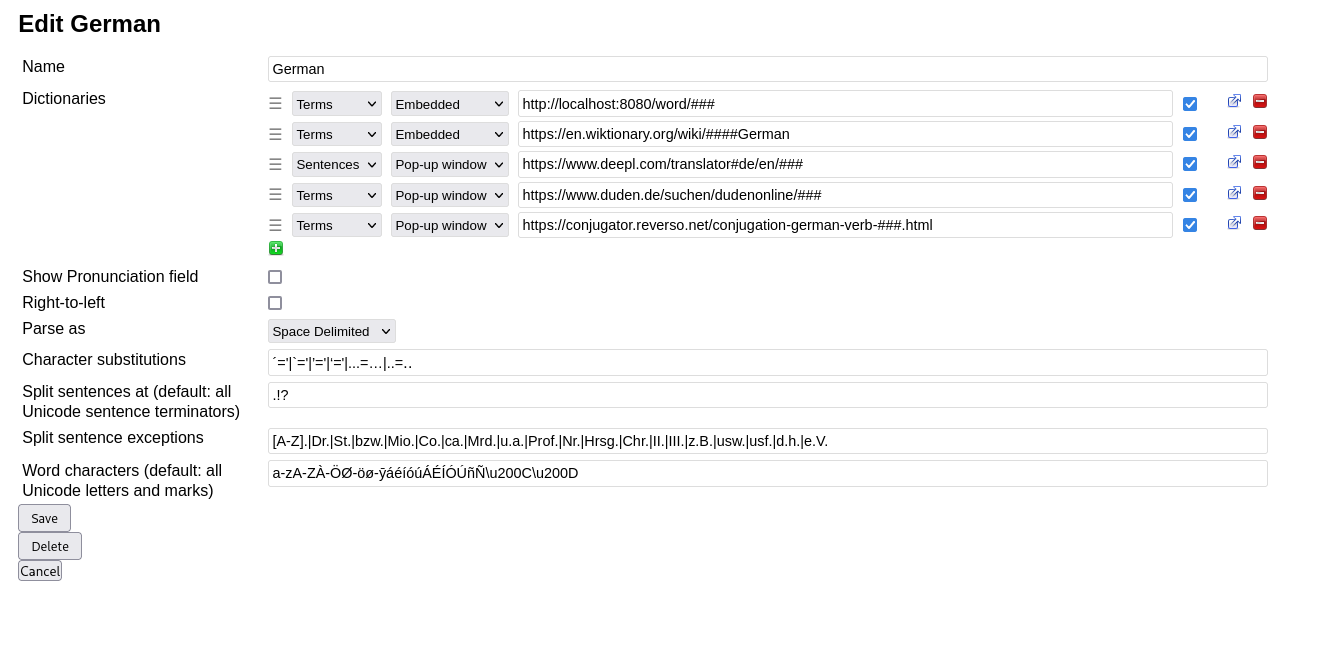 Edit German
Name
German
Dictionaries
Terms Embedded http://localhost:8080/word/###
Terms Embedded https://en.wiktionary.org/wiki/####German
Sentences Pop-up window https://www.deepl.com/translator#de/en/###
Terms Pop-up window https://www.duden.de/suchen/dudenonline/###
Terms Pop-up window https://conjugator.reverso.net/conjugation-german-verb-###.html
Show Pronunciation field
Right-to-left
Parse as
Space Delimited
Character substitutions
´='|`='|’='|‘='|...=…|..=‥
Split sentences at (default: all
Unicode sentence terminators)
.!?
Split sentence exceptions
[A-Z].|Dr.|St.|bzw.|Mio.|Co.|ca.|Mrd.|u.a.|Prof.|Nr.|Hrsg.|Chr.|II.|III.|z.B.|usw.|usf.|d.h.|e.V.
Word characters (default: all
Unicode letters and marks)
a-zA-ZÀ-ÖØ-öø-ȳáéíóúÁÉÍÓÚñÑ\u200C\u200D
Save
Delete
Cancel